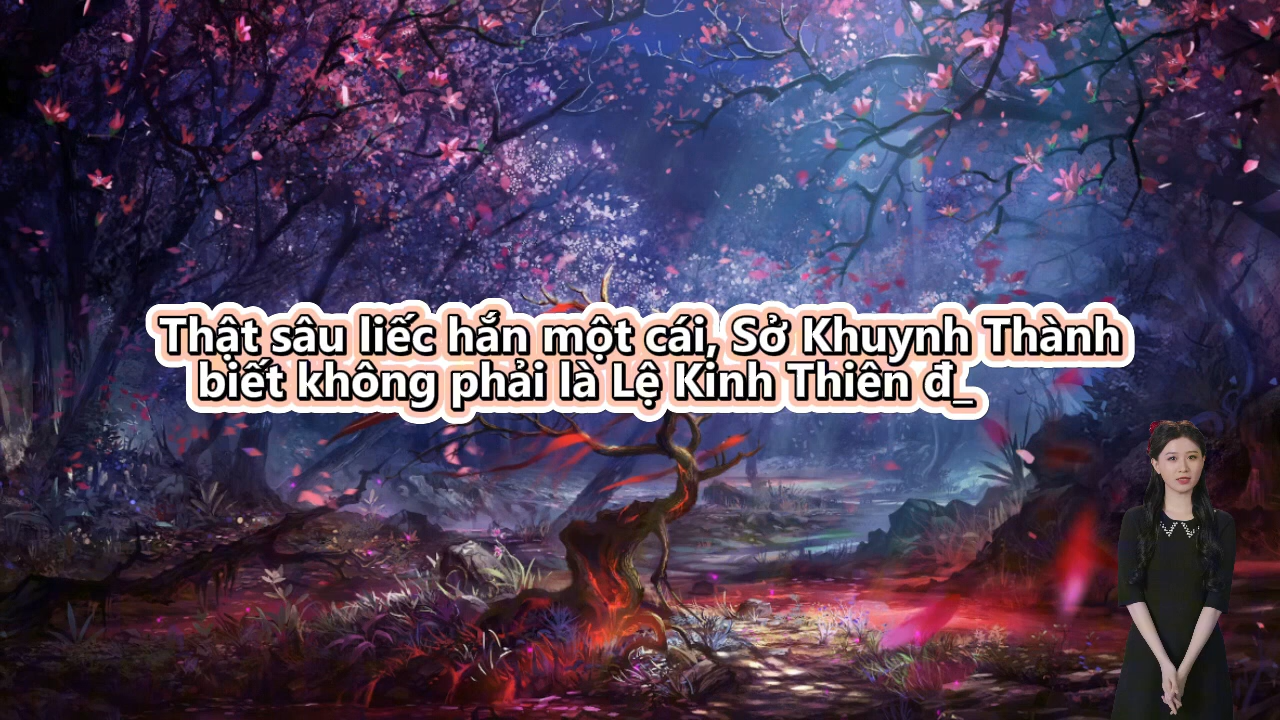 Thật sâu liếc hắn một cái, Sở Khuynh Thành
biết không phải là Lệ Kinh Thiên đ_